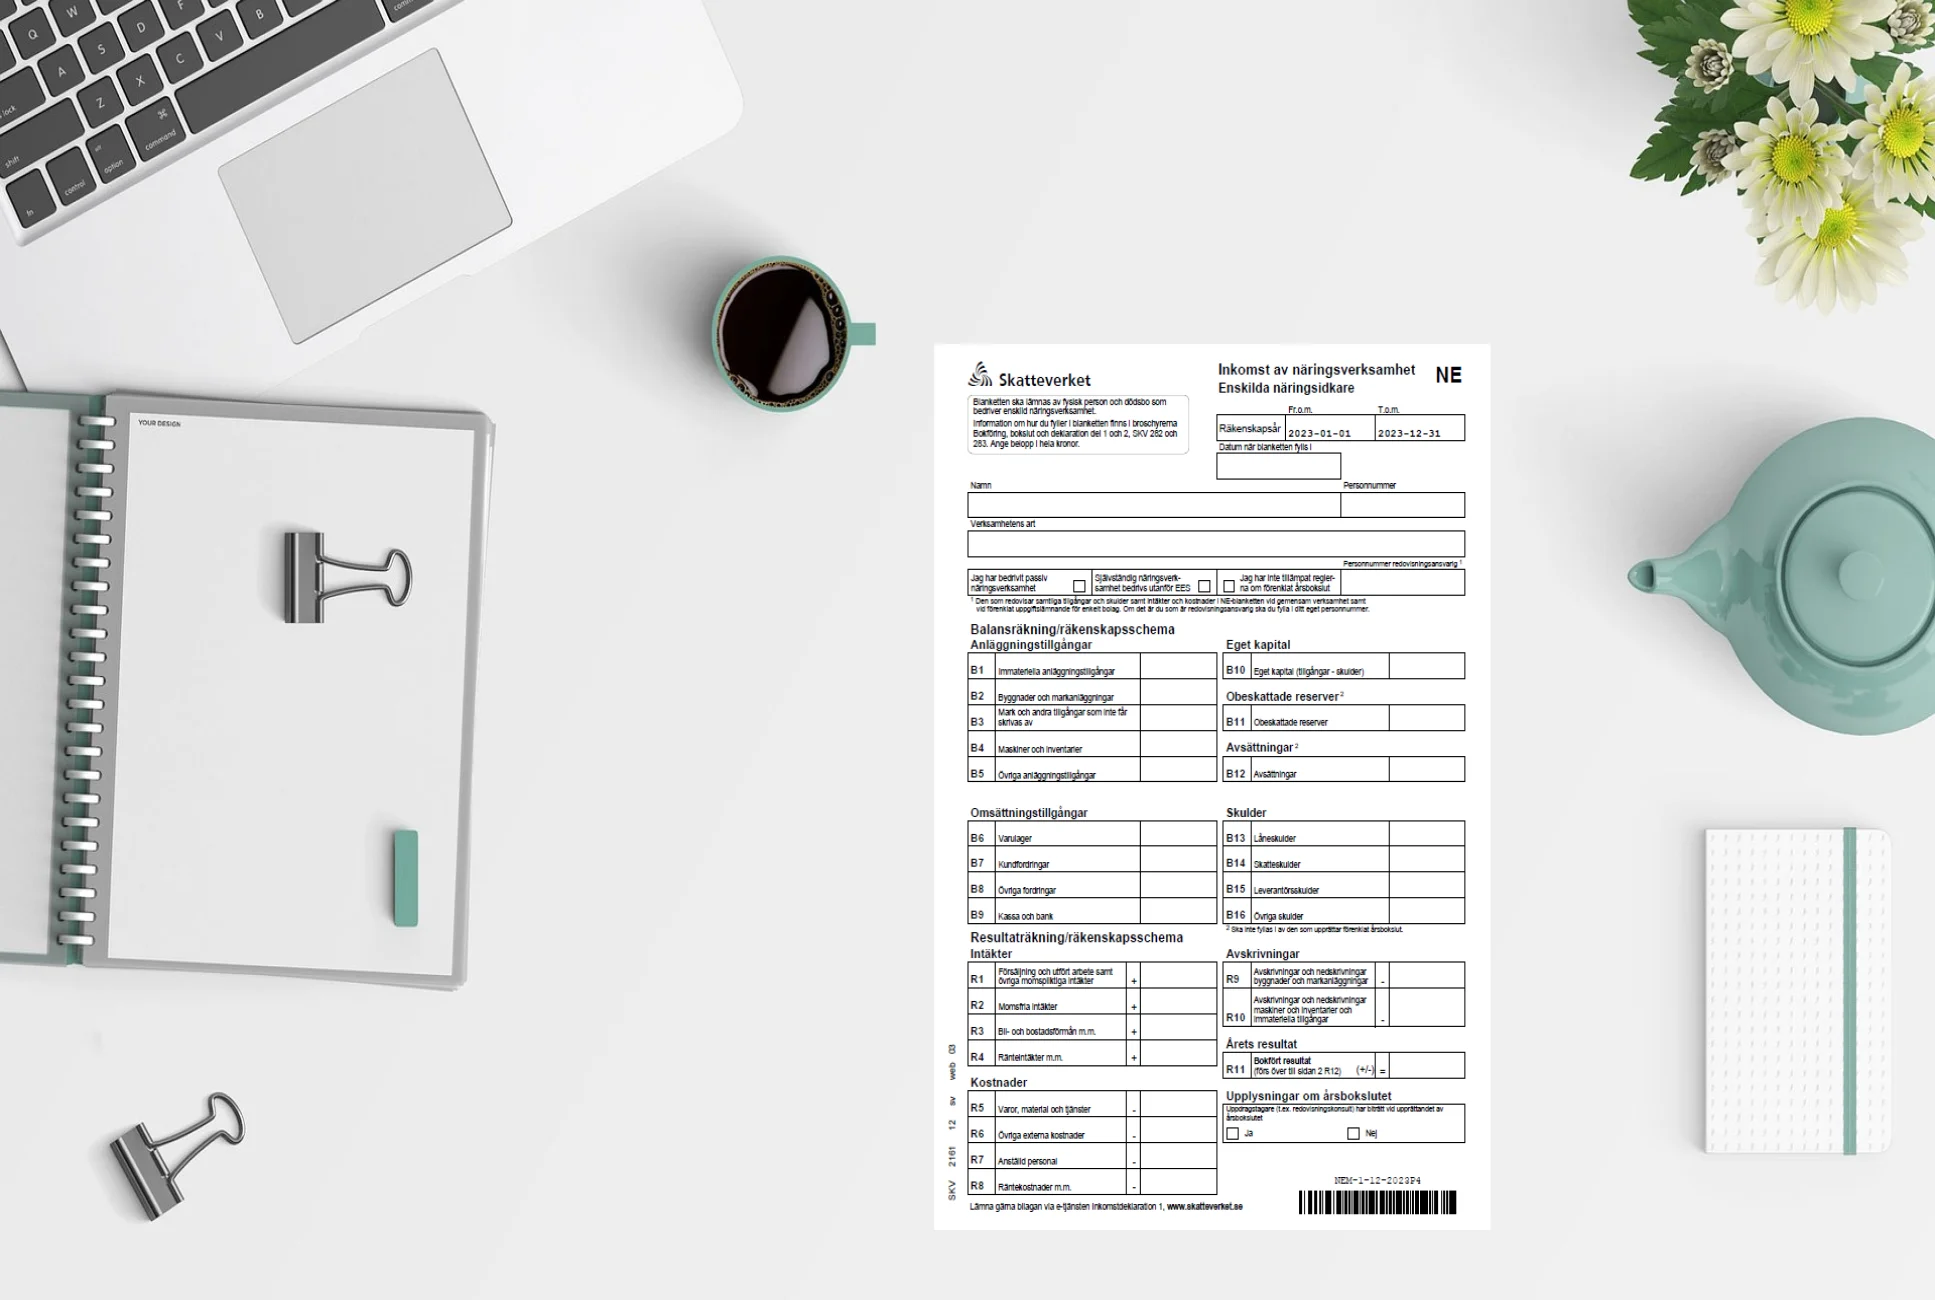 Q
W
A
S
D
F
Z
X
C
V
B
lock
shift
fn
control
alt
option
⌘
command
YOUR DESIGN
Skatteverket
Inkomst av näringsverksamhet
Enskilda näringsidkare
NE
Blanketten ska lämnas av fysisk person och dödsbo som
bedriver enskild näringsverksamhet.
Information om hur du fyller i blanketten finns i broschyrerna
Bokföring, bokslut och deklaration del 1 och 2, SKV 282 och
283. Ange belopp i hela kronor.
Fr.o.m. T.o.m.
Räkenskapsår 2023-01-01 2023-12-31
Datum när blanketten fylls i
Namn Personnummer
Verksamhetens art
Personnummer redovisningsansvarig ¹
Jag har bedrivit passiv
näringsverksamhet
Självständig näringsverk-
samhet bedrivs utanför EES
Jag har inte tillämpat regler-
na om förenklat årsbokslut
¹ Den som redovisar samtliga tillgångar och skulder samt intäkter och kostnader i NE-blanketten vid gemensam verksamhet samt
vid förenklat uppgiftslämnande för enkelt bolag. Om det är du som är redovisningsansvarig ska du fylla i ditt eget personnummer.
Balansräkning/räkenskapsschema
Anläggningstillgångar
B1 Immateriella anläggningstillgångar
B2 Byggnader och markanläggningar
B3 Mark och andra tillgångar som inte får
skrivas av
B4 Maskiner och inventarier
B5 Övriga anläggningstillgångar
Eget kapital
B10 Eget kapital (tillgångar - skulder)
Obeskattade reserver ²
B11 Obeskattade reserver
Avsättningar ²
B12 Avsättningar
Omsättningstillgångar
B6 Varulager
B7 Kundfordringar
B8 Övriga fordringar
B9 Kassa och bank
Skulder
B13 Låneskulder
B14 Skatteskulder
B15 Leverantörsskulder
B16 Övriga skulder
² Ska inte fyllas i av den som upprättar förenklat årsbokslut.
Resultaträkning/räkenskapsschema
Intäkter
R1 Försäljning och utfört arbete samt
övriga momspliktiga intäkter +
R2 Momsfria intäkter +
R3 Bil- och bostadsförmån m.m. +
R4 Ränteintäkter m.m. +
Kostnader
R5 Varor, material och tjänster -
R6 Övriga externa kostnader -
R7 Anställd personal -
R8 Räntekostnader m.m. -
Avskrivningar
R9 Avskrivningar och nedskrivningar
byggnader och markanläggningar -
R10 Avskrivningar och nedskrivningar
maskiner och inventarier och
immateriella tillgångar -
Årets resultat
R11 Bokfört resultat
(förs över till sidan 2 R12) (+/-) =
Upplysningar om årsbokslutet
Uppdragstagare (t.ex. redovisningskonsult) har biträtt vid upprättandet av
årsbokslutet
Ja Nej
SKV 2161 12 sv web 03
NEM-1-12-2023P4
Lämna gärna bilagan via e-tjänsten Inkomstdeklaration 1, www.skatteverket.se